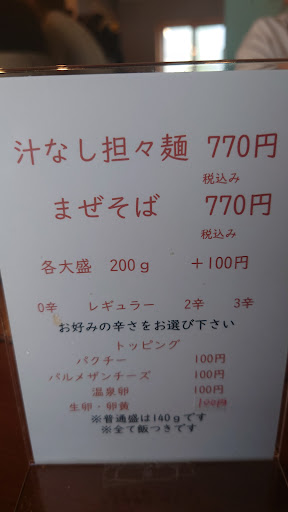 汁なし担々麺 770円
税込み
まぜそば 770円
税込み
各大盛 200g +100円
0辛 レギュラー 2辛 3辛
お好みの辛さをお選び下さい
トッピング
パクチー 100円
パルメザンチーズ 100円
温泉卵 100円
生卵・卵黄 100円
※普通盛は140gです
※全て飯つきです